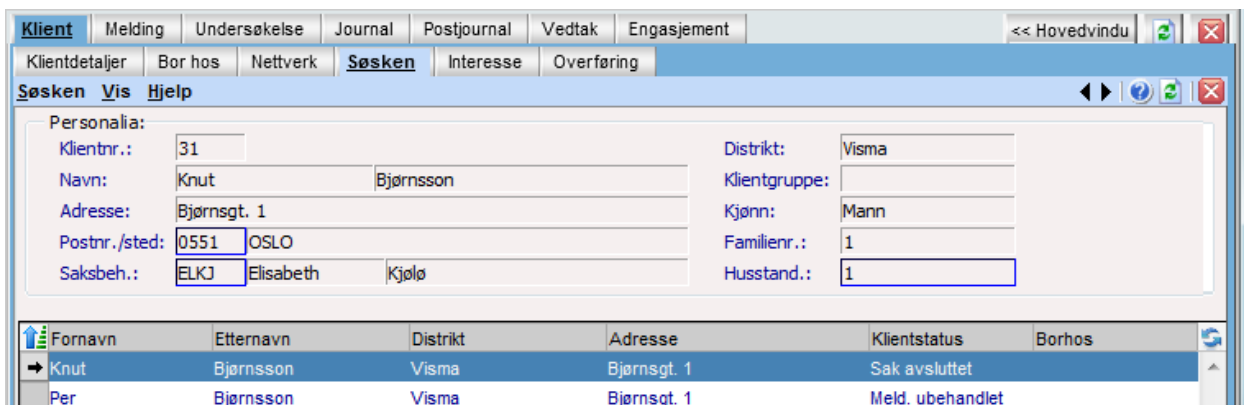 Klient Melding Undersøkelse Journal Postjournal Vedtak Engasjement << Hovedvindu
Klientdetaljer Bor hos Nettverk Søsken Interesse Overføring
Søsken Vis Hjelp
Personalia:
Klientnr.: 31 Distrikt: Visma
Navn: Knut Bjørnsson Klientgruppe:
Adresse: Bjørnsgt. 1 Kjønn: Mann
Postnr./sted: 0551 OSLO Familienr.: 1
Saksbeh.: ELKJ Elisabeth Kjølø Husstand.: 1
Fornavn Etternavn Distrikt Adresse Klientstatus Borhos
Knut Bjørnsson Visma Bjørnsgt. 1 Sak avsluttet
Per Bjørnsson Visma Bjørnsgt. 1 Meld. ubehandlet